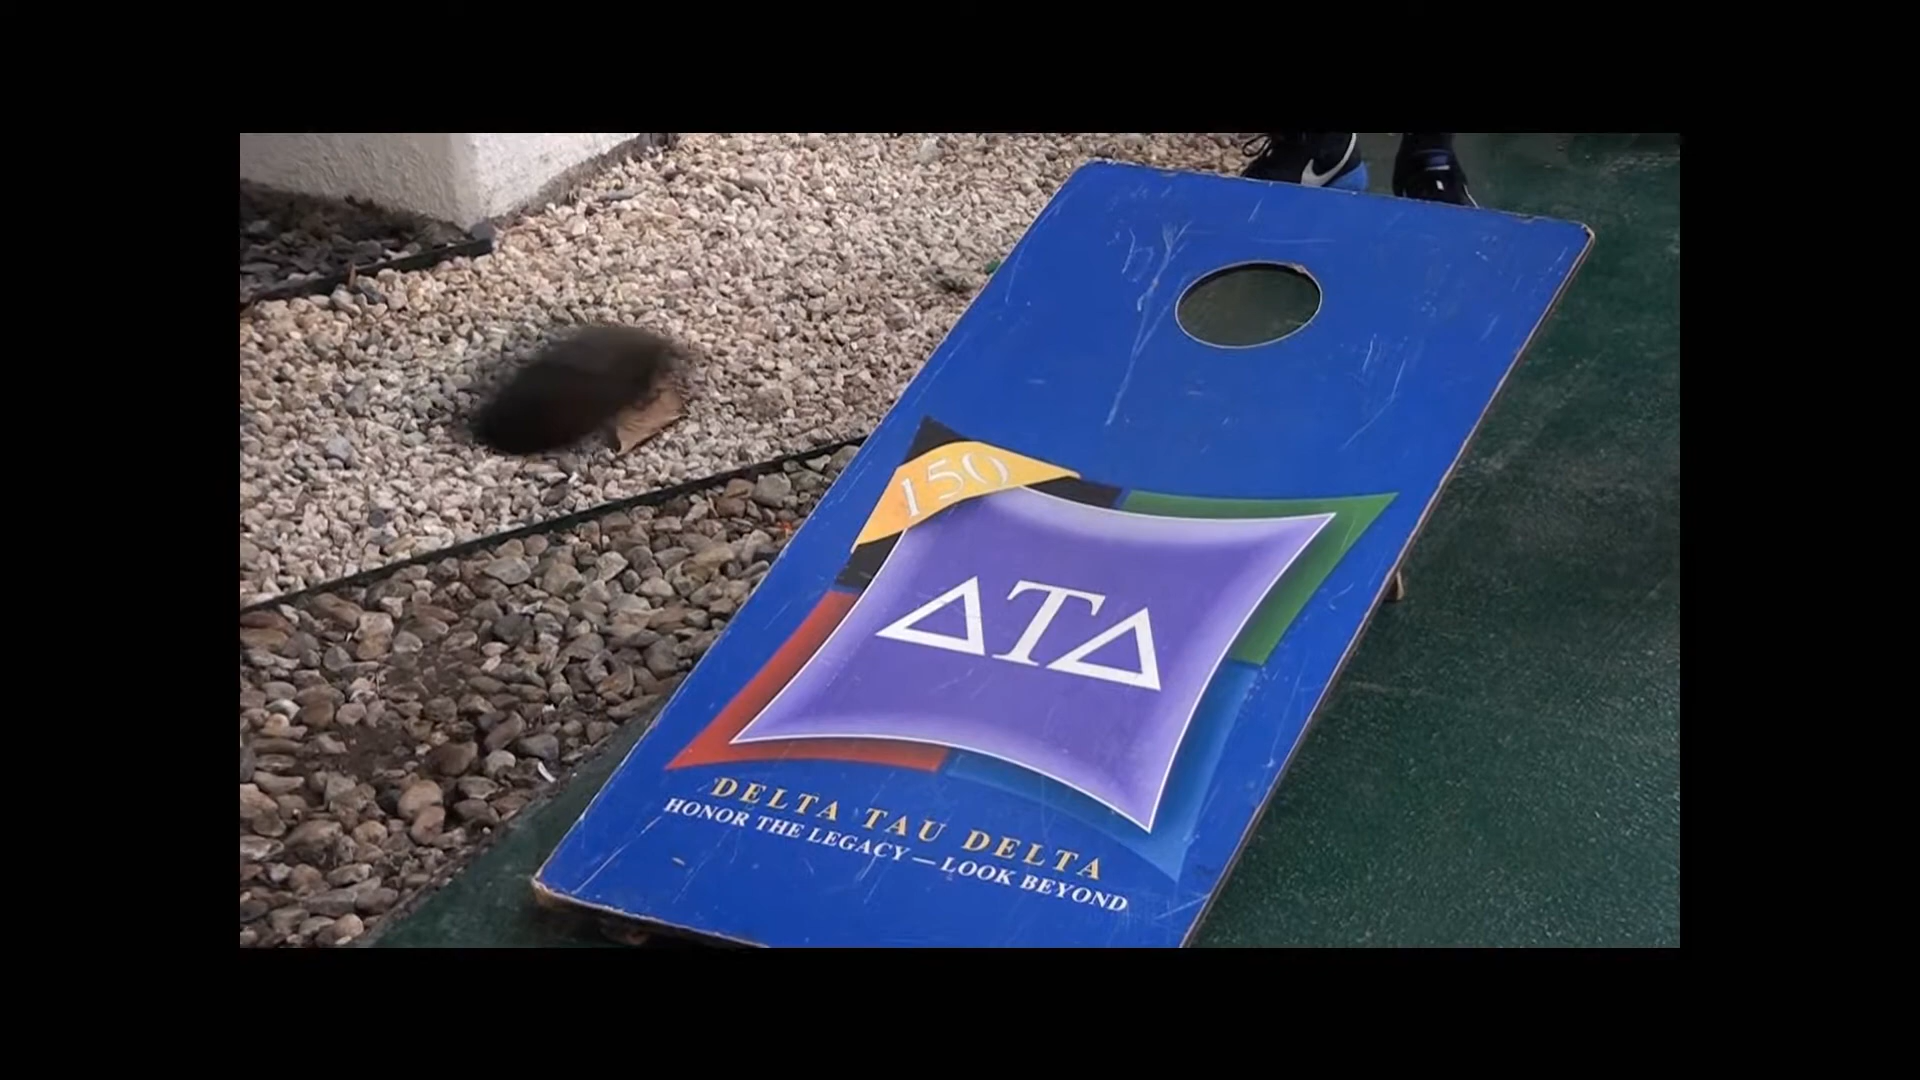 150
ΔΤΔ
DELTA TAU DELTA
HONOR THE LEGACY — LOOK BEYOND